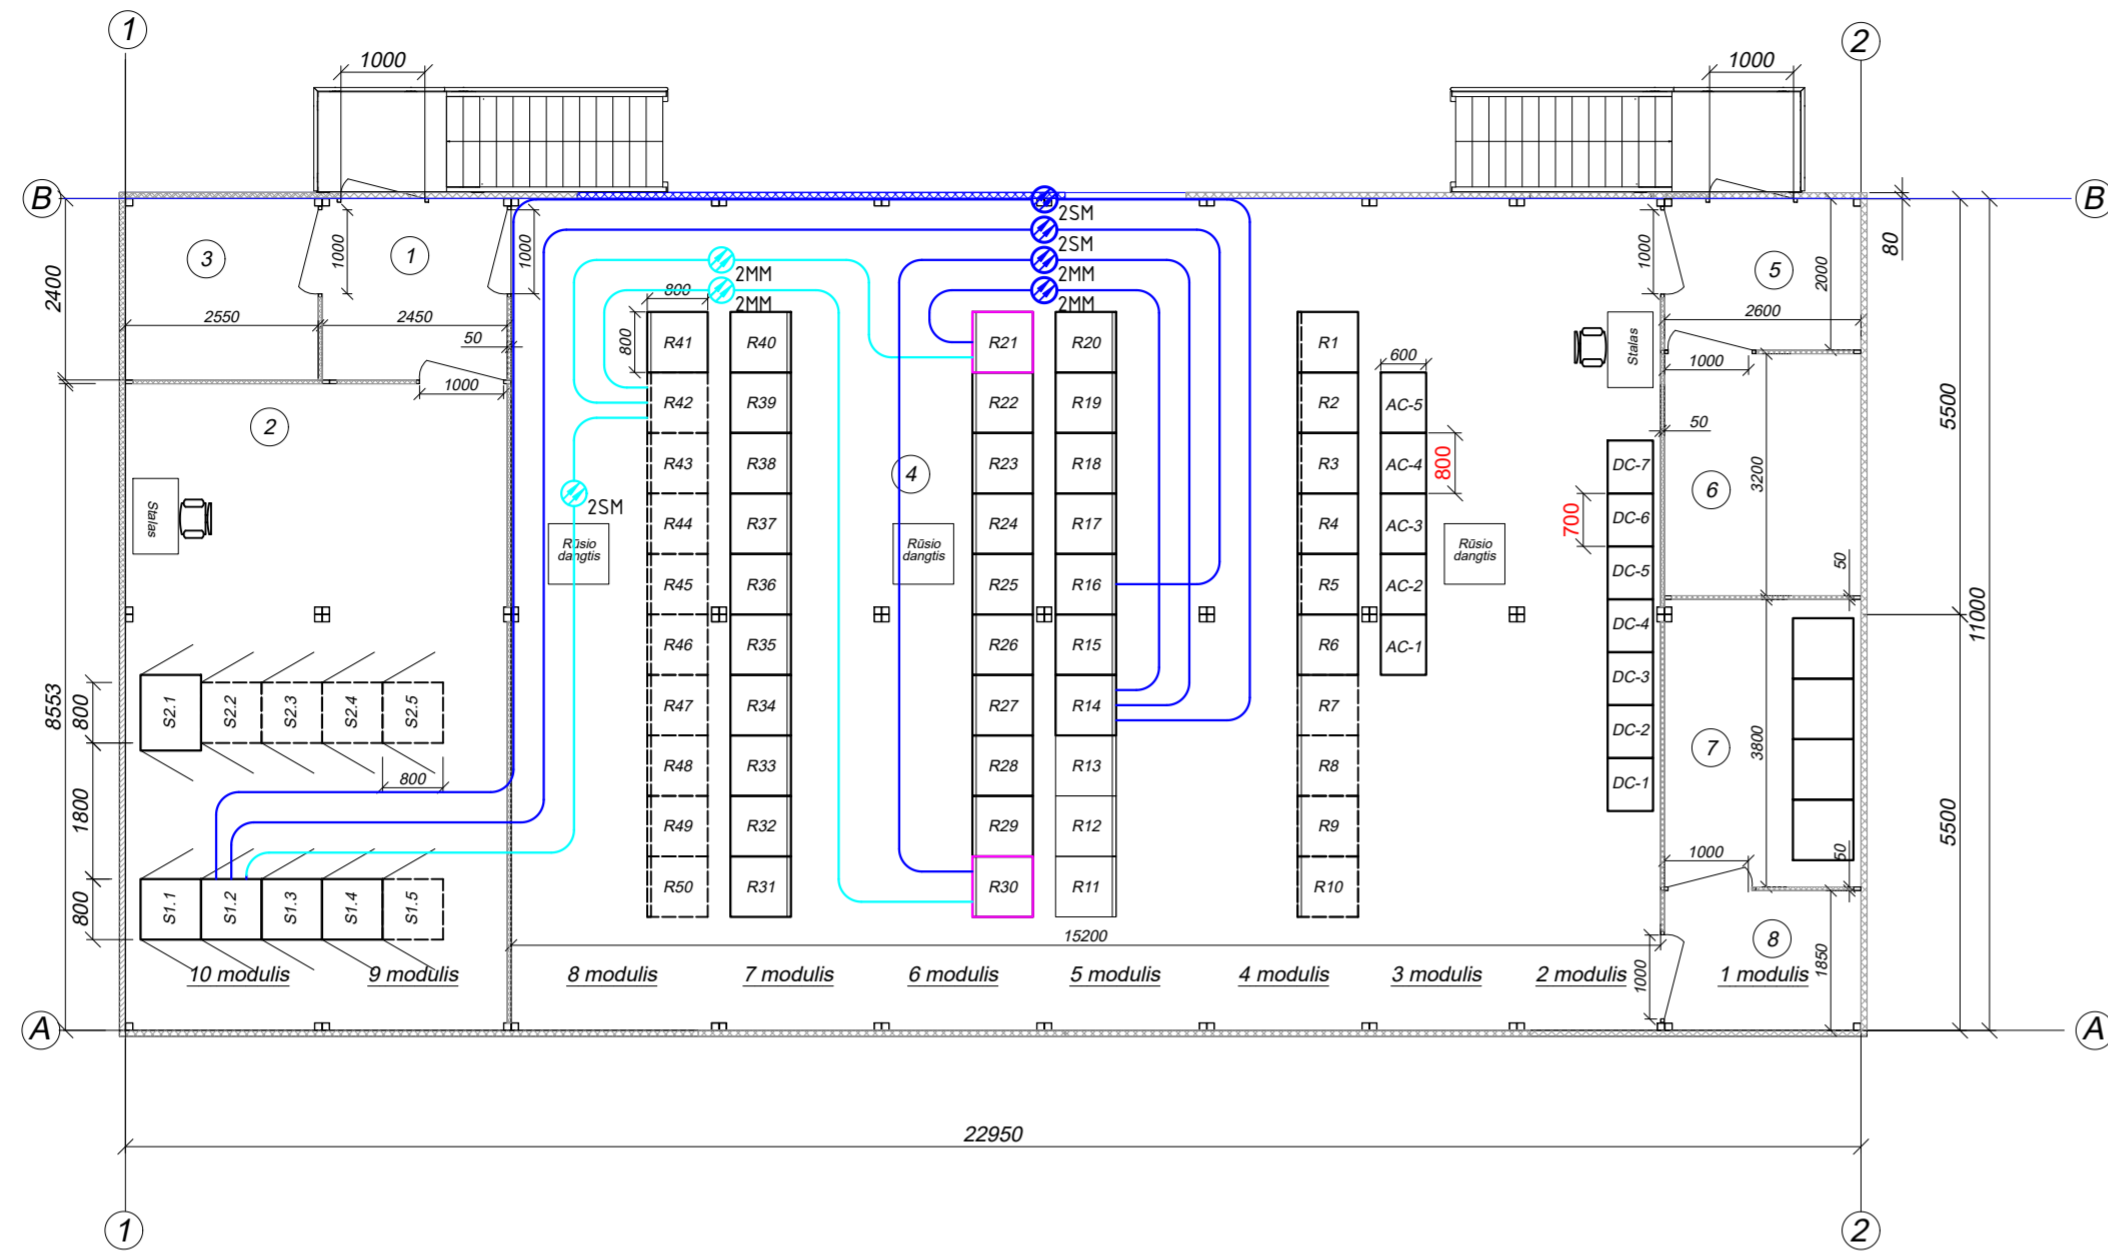 1
2
1000
1000
B
B
2SM
2SM
2MM
2MM
2MM
2MM
3
1
1000
1000
1000
5
2000
80
2400
2550
2450
50
800
800
2600
1000
1000
50
5500
11000
5500
R41
R42
R43
R44
R45
R46
R47
R48
R49
R50
R40
R39
R38
R37
R36
R35
R34
R33
R32
R31
R21
R22
R23
R24
R25
R26
R27
R28
R29
R30
R20
R19
R18
R17
R16
R15
R14
R13
R12
R11
R1
R2
R3
R4
R5
R6
R7
R8
R9
R10
600
AC-5
AC-4
AC-3
AC-2
AC-1
800
700
Stalas
DC-7
DC-6
DC-5
DC-4
DC-3
DC-2
DC-1
2
4
6
3200
50
7
3800
50
1000
8
1850
1000
2SM
Stalas
Rūsio
dangtis
Rūsio
dangtis
Rūsio
dangtis
8553
800
1800
800
800
S2.1
S2.2
S2.3
S2.4
S2.5
S1.1
S1.2
S1.3
S1.4
S1.5
15200
10 modulis
9 modulis
8 modulis
7 modulis
6 modulis
5 modulis
4 modulis
3 modulis
2 modulis
1 modulis
A
A
22950
1
2